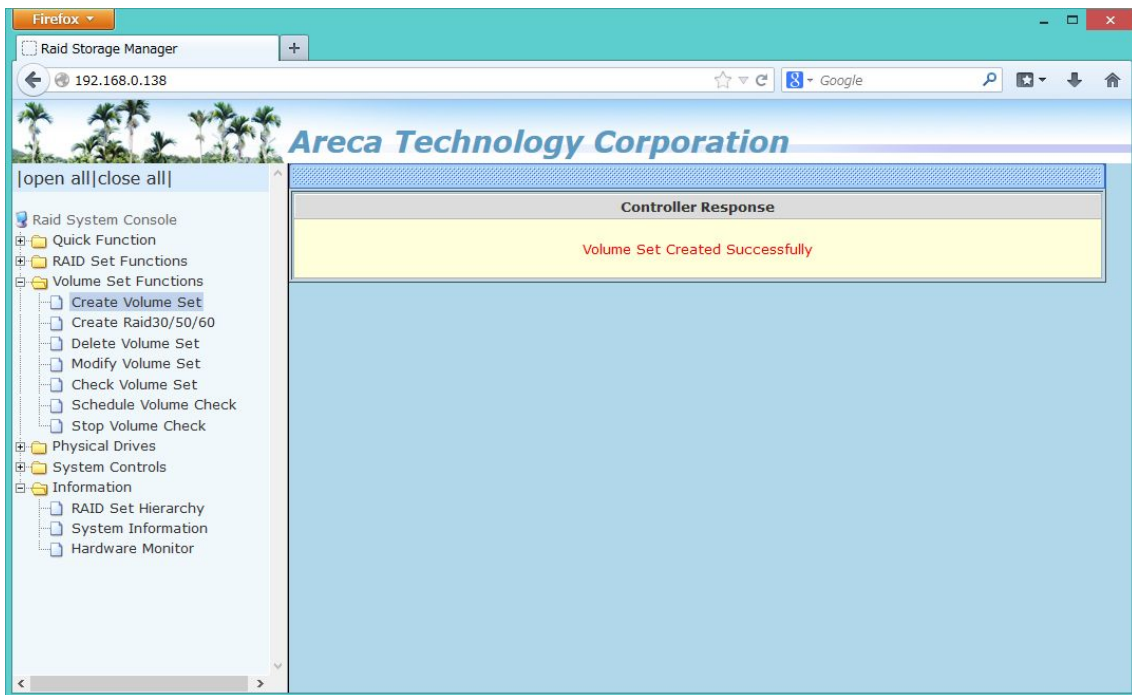 Firefox
Raid Storage Manager
192.168.0.138
Google
Areca Technology Corporation
|open all|close all|
Raid System Console
Quick Function
RAID Set Functions
Volume Set Functions
Create Volume Set
Create Raid30/50/60
Delete Volume Set
Modify Volume Set
Check Volume Set
Schedule Volume Check
Stop Volume Check
Physical Drives
System Controls
Information
RAID Set Hierarchy
System Information
Hardware Monitor
Controller Response
Volume Set Created Successfully